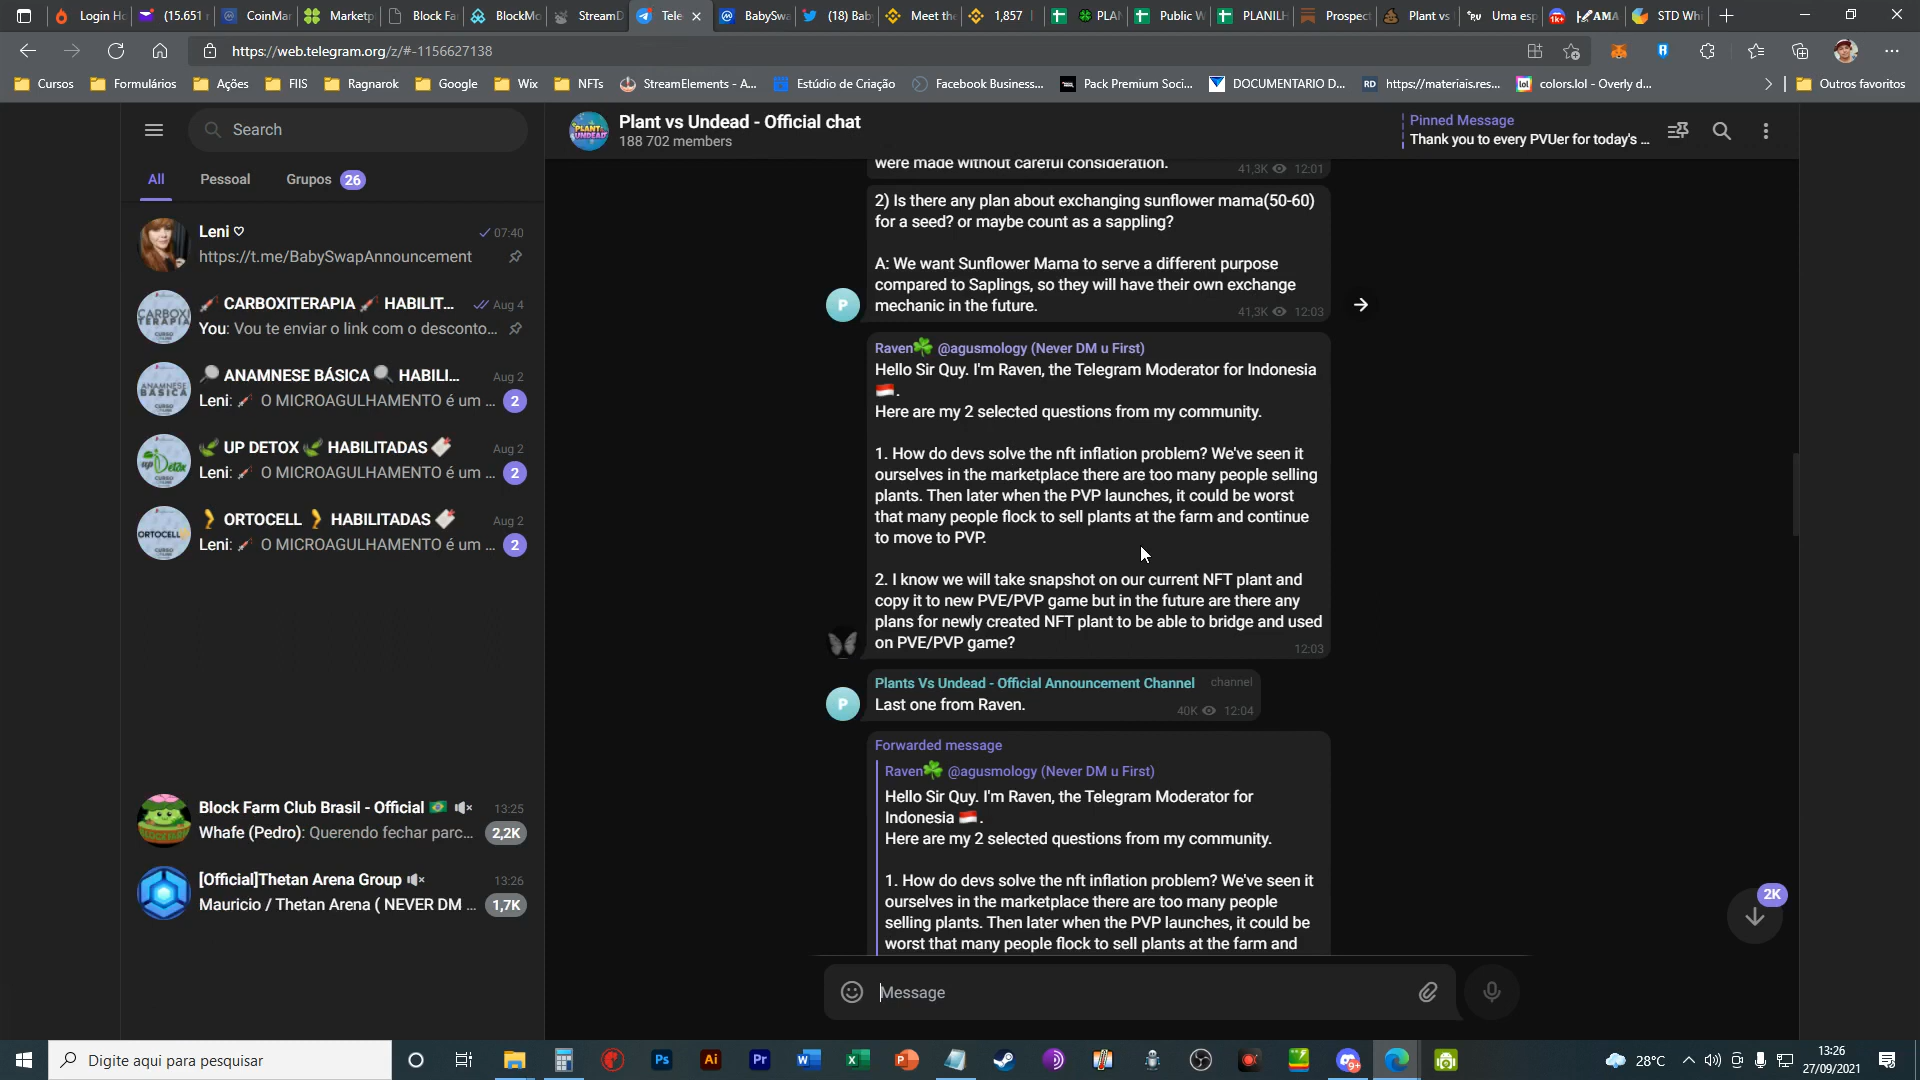 Login Ho
(15.651
CoinMar
Marketp
Block Fa
BlockMo
StreamD
Tele
BabySwa
(18) Bab
Meet the
1,857
PLAN
Public W
PLANILH
Prospect
Plant vs
Uma esp
AMA
STD Whi
https://web.telegram.org/z/#-1156627138
Cursos
Formulários
Ações
FIIS
Ragnarok
Google
Wix
NFTs
StreamElements - A...
Estúdio de Criação
Facebook Business...
Pack Premium Soci...
DOCUMENTARIO D...
https://materiais.res...
colors.lol - Overly d...
Outros favoritos
Search
All
Pessoal
Grupos 26
Leni ♡ 07:40
https://t.me/BabySwapAnnouncement
CARBOXITERAPIA HABILIT... Aug 4
You: Vou te enviar o link com o desconto...
ANAMNESE BÁSICA HABILI... Aug 2
Leni: O MICROAGULHAMENTO é um ... 2
UP DETOX HABILITADAS Aug 2
Leni: O MICROAGULHAMENTO é um ... 2
ORTOCELL HABILITADAS Aug 2
Leni: O MICROAGULHAMENTO é um ... 2
Block Farm Club Brasil - Official 13:25
Whafe (Pedro): Querendo fechar parc... 2,2K
[Official]Thetan Arena Group 13:26
Mauricio / Thetan Arena ( NEVER DM ... 1,7K
Plant vs Undead - Official chat
188 702 members
Pinned Message
Thank you to every PVUer for today's ...
were made without careful consideration.
41,3K 12:01
2) Is there any plan about exchanging sunflower mama(50-60)
for a seed? or maybe count as a sappling?
A: We want Sunflower Mama to serve a different purpose
compared to Saplings, so they will have their own exchange
mechanic in the future.
41,3K 12:03
P
Raven☘ @agusmology (Never DM u First)
Hello Sir Quy. I'm Raven, the Telegram Moderator for Indonesia
🇮🇩.
Here are my 2 selected questions from my community.
1. How do devs solve the nft inflation problem? We've seen it
ourselves in the marketplace there are too many people selling
plants. Then later when the PVP launches, it could be worst
that many people flock to sell plants at the farm and continue
to move to PVP.
2. I know we will take snapshot on our current NFT plant and
copy it to new PVE/PVP game but in the future are there any
plans for newly created NFT plant to be able to bridge and used
on PVE/PVP game?
12:03
Plants Vs Undead - Official Announcement Channel channel
P
Last one from Raven.
40K 12:04
Forwarded message
Raven☘ @agusmology (Never DM u First)
Hello Sir Quy. I'm Raven, the Telegram Moderator for
Indonesia 🇮🇩.
Here are my 2 selected questions from my community.
1. How do devs solve the nft inflation problem? We've seen it
ourselves in the marketplace there are too many people
selling plants. Then later when the PVP launches, it could be
worst that many people flock to sell plants at the farm and
2K
Message
Digite aqui para pesquisar
28°C
13:26
27/09/2021